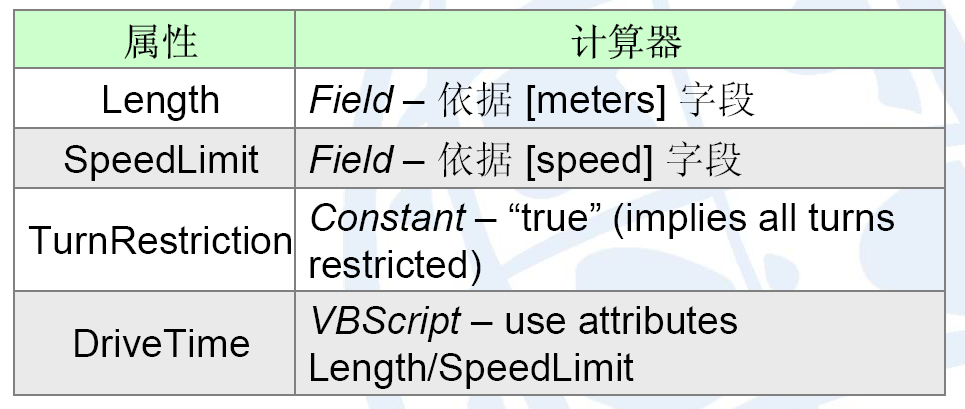 属性 计算器
Length Field – 依据 [meters] 字段
SpeedLimit Field – 依据 [speed] 字段
TurnRestriction Constant – “true” (implies all turns
restricted)
DriveTime VBScript – use attributes
Length/SpeedLimit